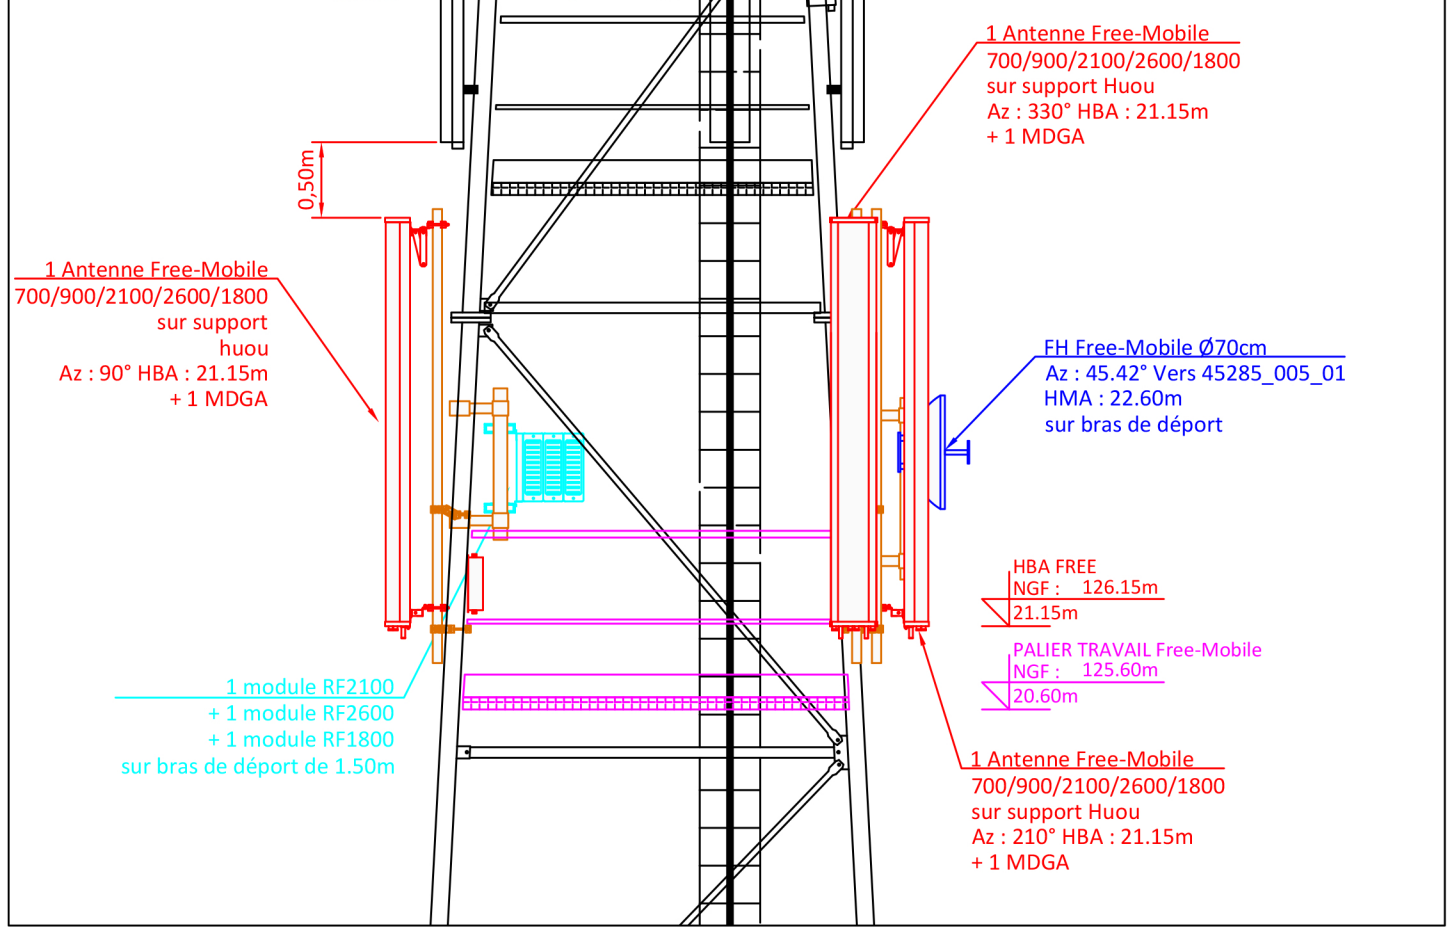 1 Antenne Free-Mobile
700/900/2100/2600/1800
sur support Huou
Az : 330° HBA : 21.15m
+ 1 MDGA
0,50m
1 Antenne Free-Mobile
700/900/2100/2600/1800
sur support
huou
Az : 90° HBA : 21.15m
+ 1 MDGA
FH Free-Mobile Ø70cm
Az : 45.42° Vers 45285_005_01
HMA : 22.60m
sur bras de déport
HBA FREE
NGF : 126.15m
21.15m
PALIER TRAVAIL Free-Mobile
NGF : 125.60m
20.60m
1 module RF2100
+ 1 module RF2600
+ 1 module RF1800
sur bras de déport de 1.50m
1 Antenne Free-Mobile
700/900/2100/2600/1800
sur support Huou
Az : 210° HBA : 21.15m
+ 1 MDGA